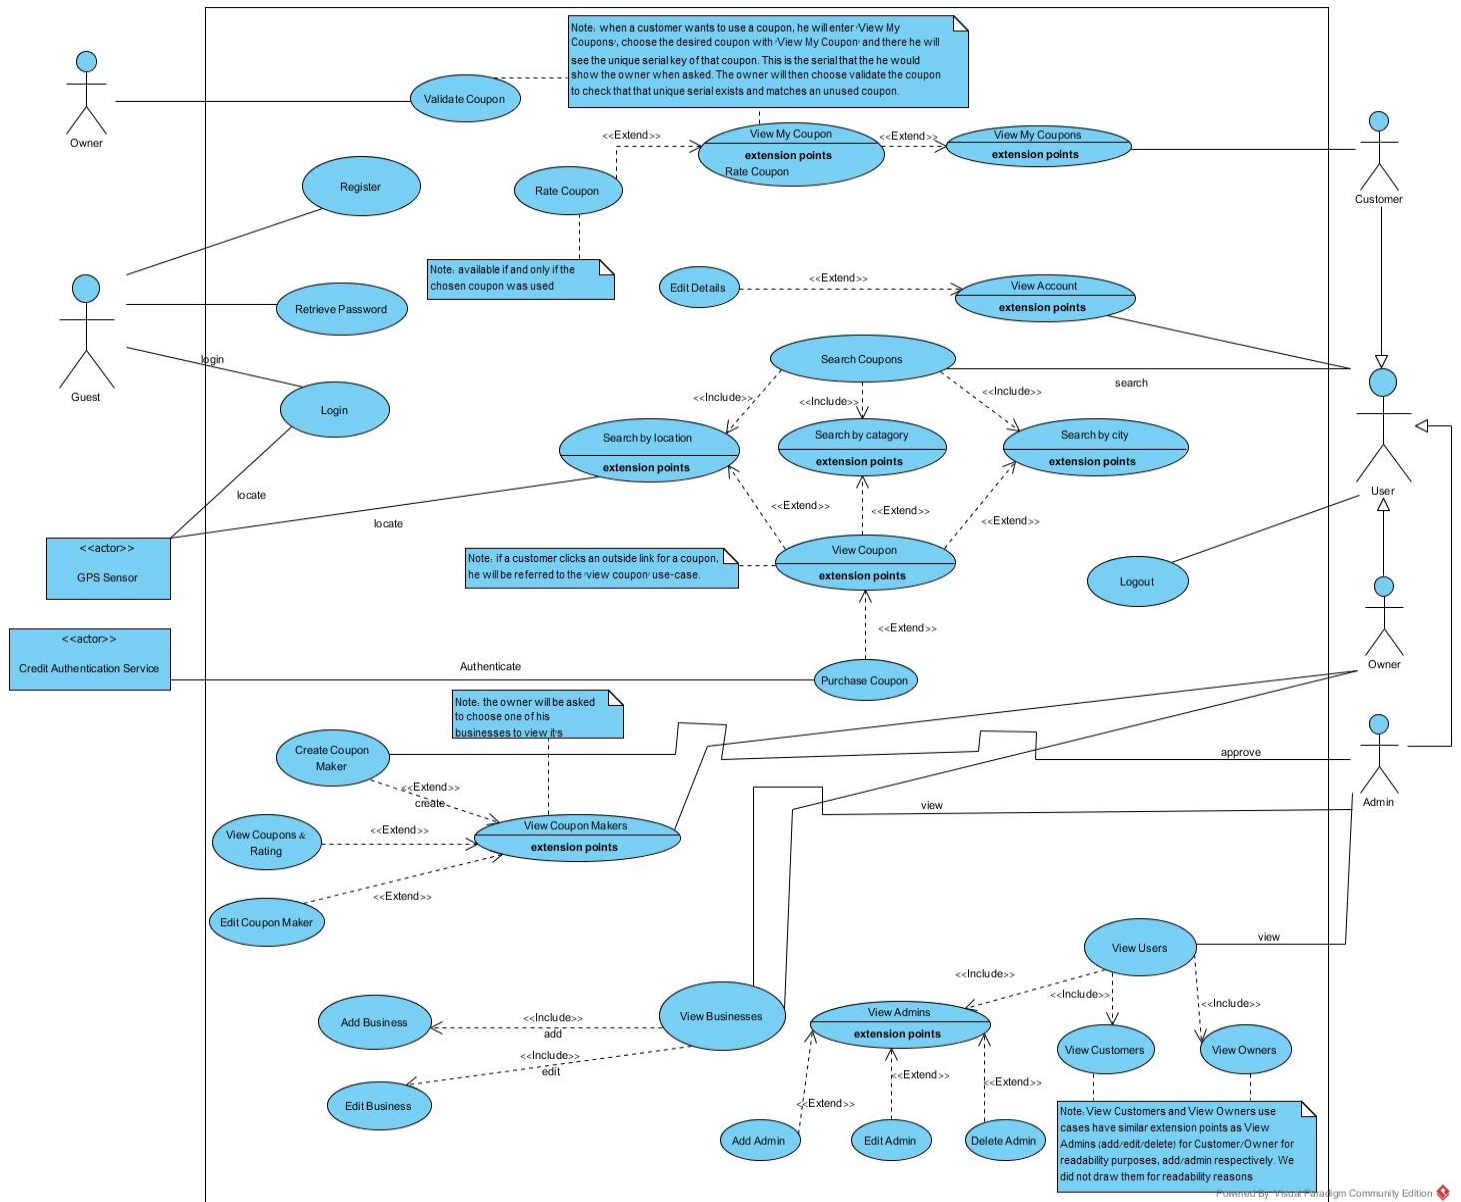 Note: when a customer wants to use a coupon, he will enter 'View My
Coupons', choose the desired coupon with 'View My Coupon' and there he will
see the unique serial key of that coupon. This is the serial that the he would
show the owner when asked. The owner will then choose validate the coupon
to check that that unique serial exists and matches an unused coupon.
Validate Coupon
Owner
<<Extend>>
View My Coupon
extension points
Rate Coupon
<<Extend>>
View My Coupons
extension points
Customer
Register
Rate Coupon
Note: available if and only if the
chosen coupon was used
Edit Details
<<Extend>>
View Account
extension points
Retrieve Password
Guest
login
Login
Search Coupons
search
<<Include>>
<<Include>>
<<Include>>
Search by location
extension points
Search by catagory
extension points
Search by city
extension points
User
locate
locate
<<Extend>>
<<Extend>>
<<Extend>>
<<actor>>
GPS Sensor
Note: if a customer clicks an outside link for a coupon,
he will be referred to the 'view coupon' use-case.
View Coupon
extension points
Logout
<<Extend>>
Owner
<<actor>>
Credit Authentication Service
Authenticate
Purchase Coupon
Note: the owner will be asked
to choose one of his
businesses to view it's
Create Coupon
Maker
approve
Admin
<<Extend>>
create
view
View Coupons &
Rating
<<Extend>>
View Coupon Makers
extension points
<<Extend>>
Edit Coupon Maker
View Users
view
<<Include>>
<<Include>>
<<Include>>
Add Business
<<Include>>
add
View Businesses
View Admins
extension points
View Customers
View Owners
<<Include>>
edit
Edit Business
<<Extend>>
<<Extend>>
<<Extend>>
Add Admin
Edit Admin
Delete Admin
Note: View Customers and View Owners use
cases have similar extension points as View
Admins (add/edit/delete) for Customer/Owner for
readability purposes, add/admin respectively. We
did not draw them for readability reasons
Powered By Visual Paradigm Community Edition